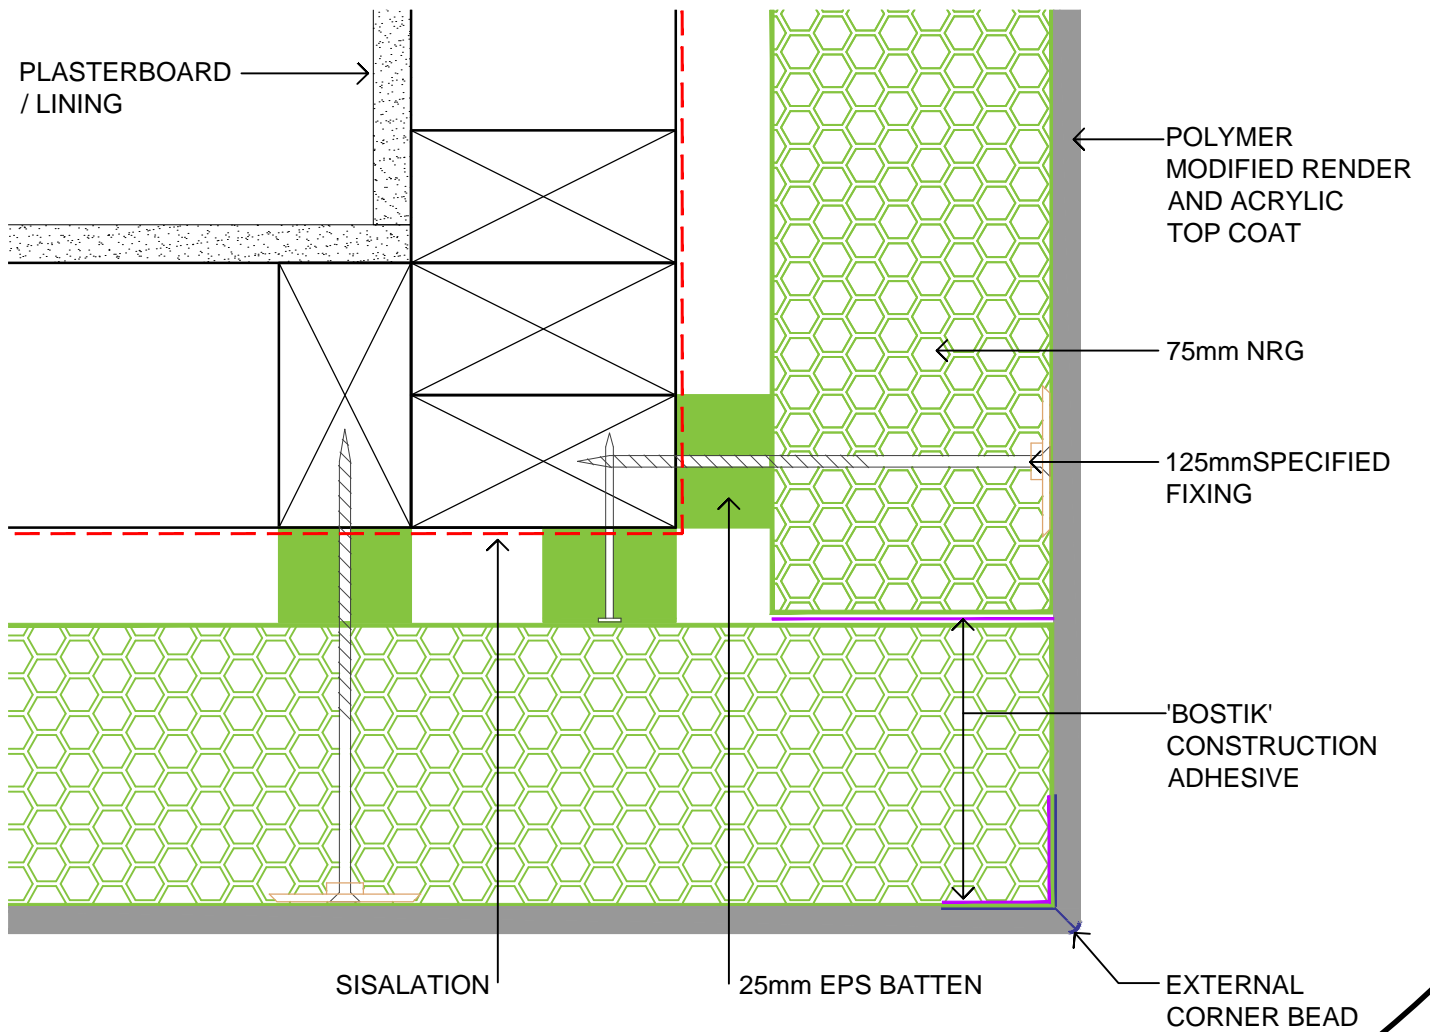 PLASTERBOARD
/ LINING
POLYMER
MODIFIED RENDER
AND ACRYLIC
TOP COAT
75mm NRG
125mmSPECIFIED
FIXING
'BOSTIK'
CONSTRUCTION
ADHESIVE
SISALATION
25mm EPS BATTEN
EXTERNAL
CORNER BEAD